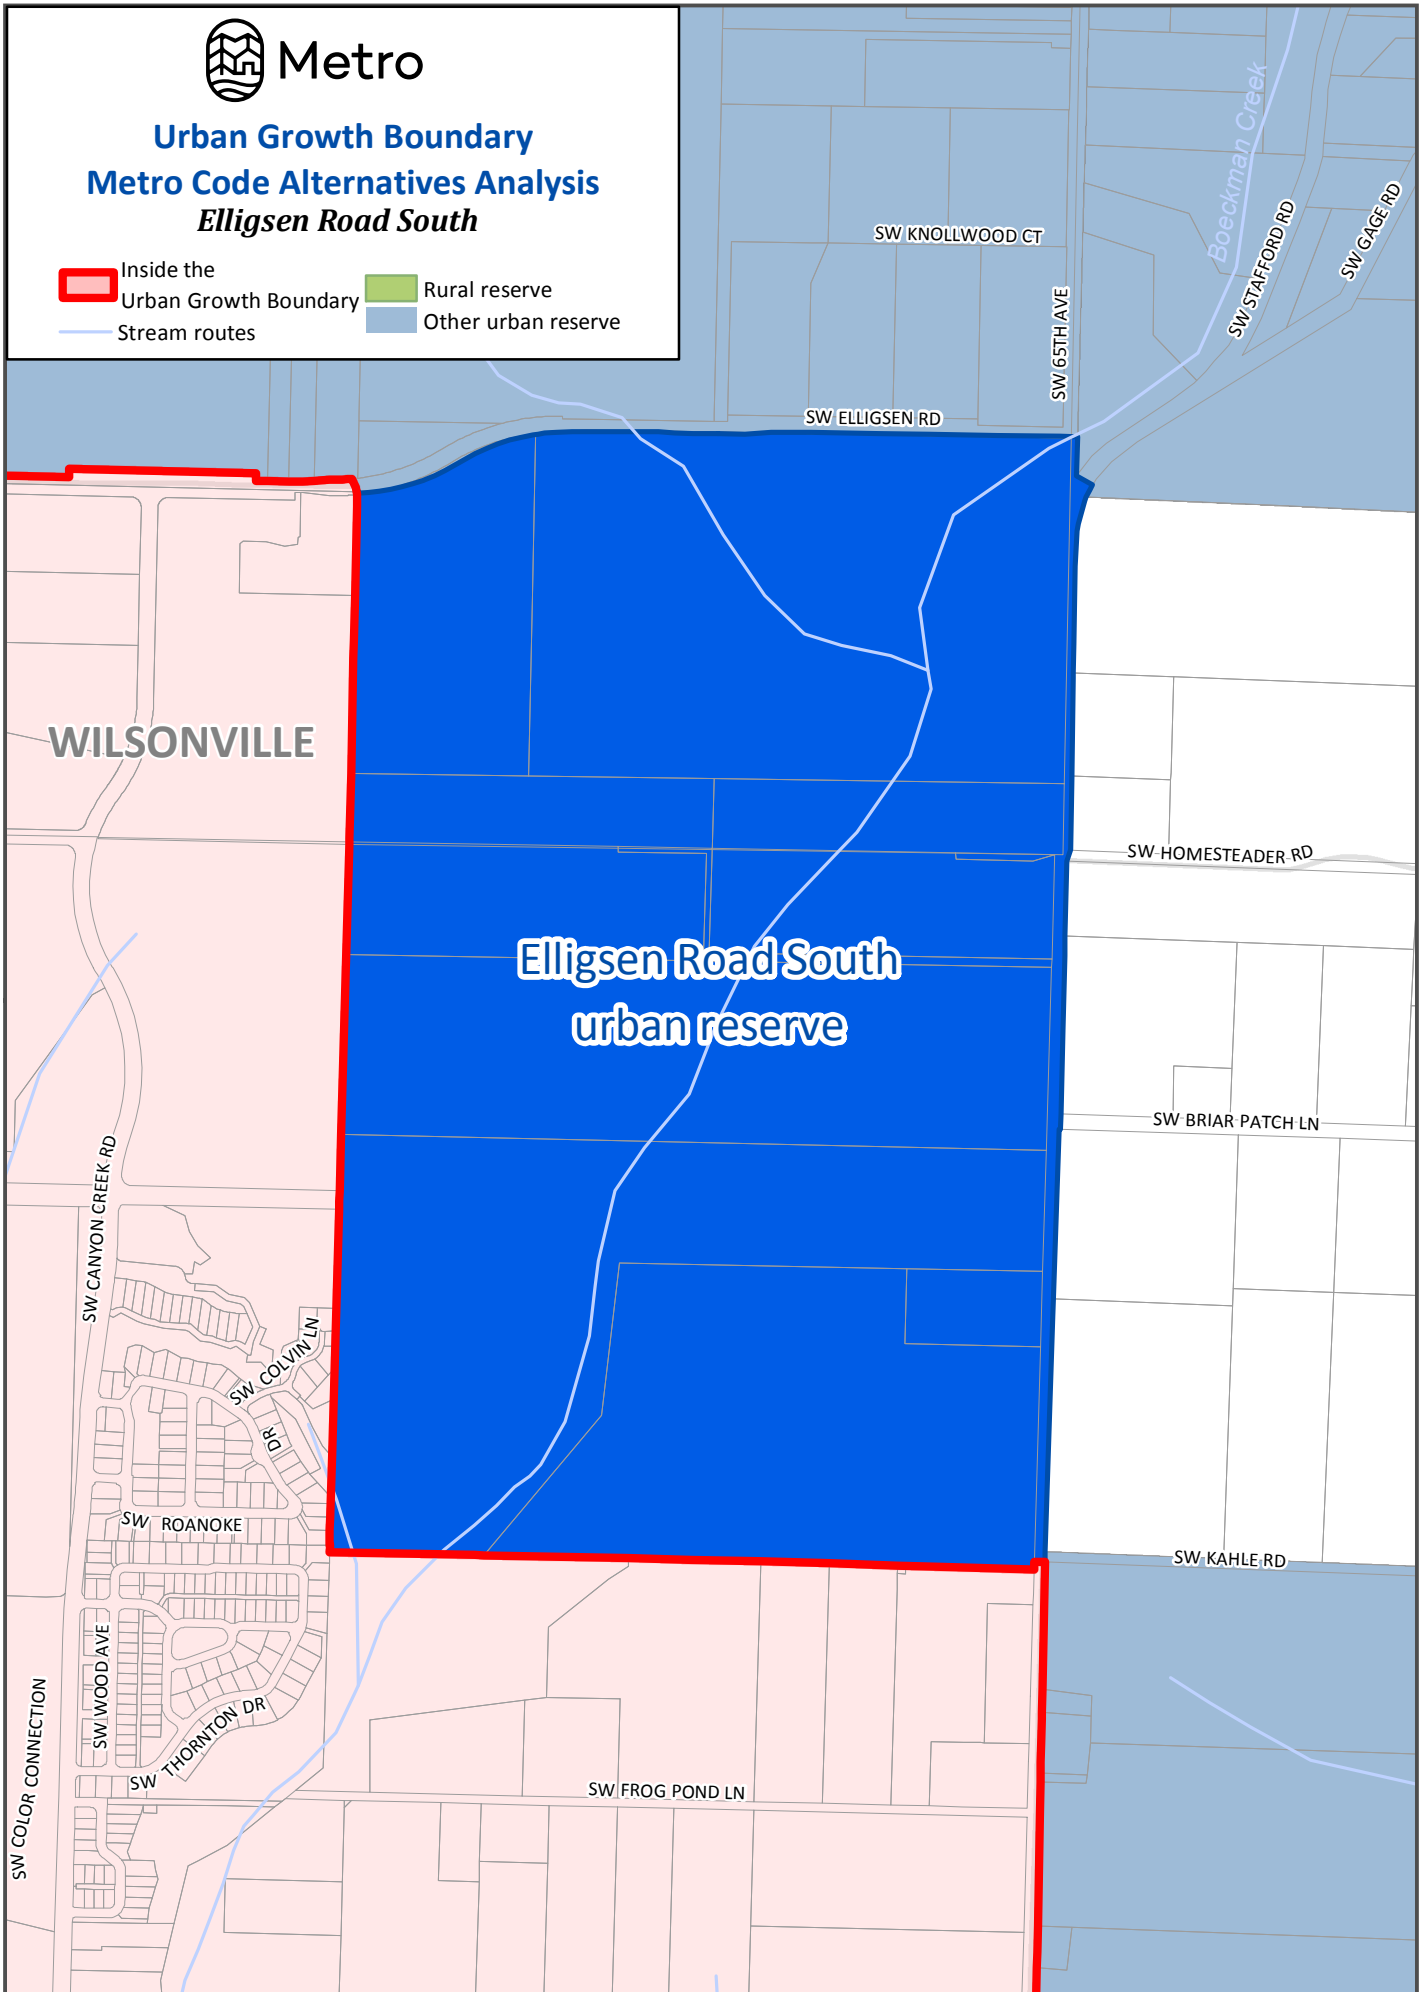 Metro
Urban Growth Boundary
Metro Code Alternatives Analysis
Elligsen Road South
Inside the
Urban Growth Boundary
Stream routes
Rural reserve
Other urban reserve
Boeckman Creek
SW KNOLLWOOD CT
SW STAFFORD RD
SW GAGE RD
SW 65TH AVE
SW ELLIGSEN RD
WILSONVILLE
SW HOMESTEADER RD
Elligsen Road South
urban reserve
SW BRIAR PATCH LN
SW CANYON CREEK RD
SW COLVIN LN
DR
SW ROANOKE
SW KAHLE RD
SW WOOD AVE
SW THORNTON DR
SW COLOR CONNECTION
SW FROG POND LN